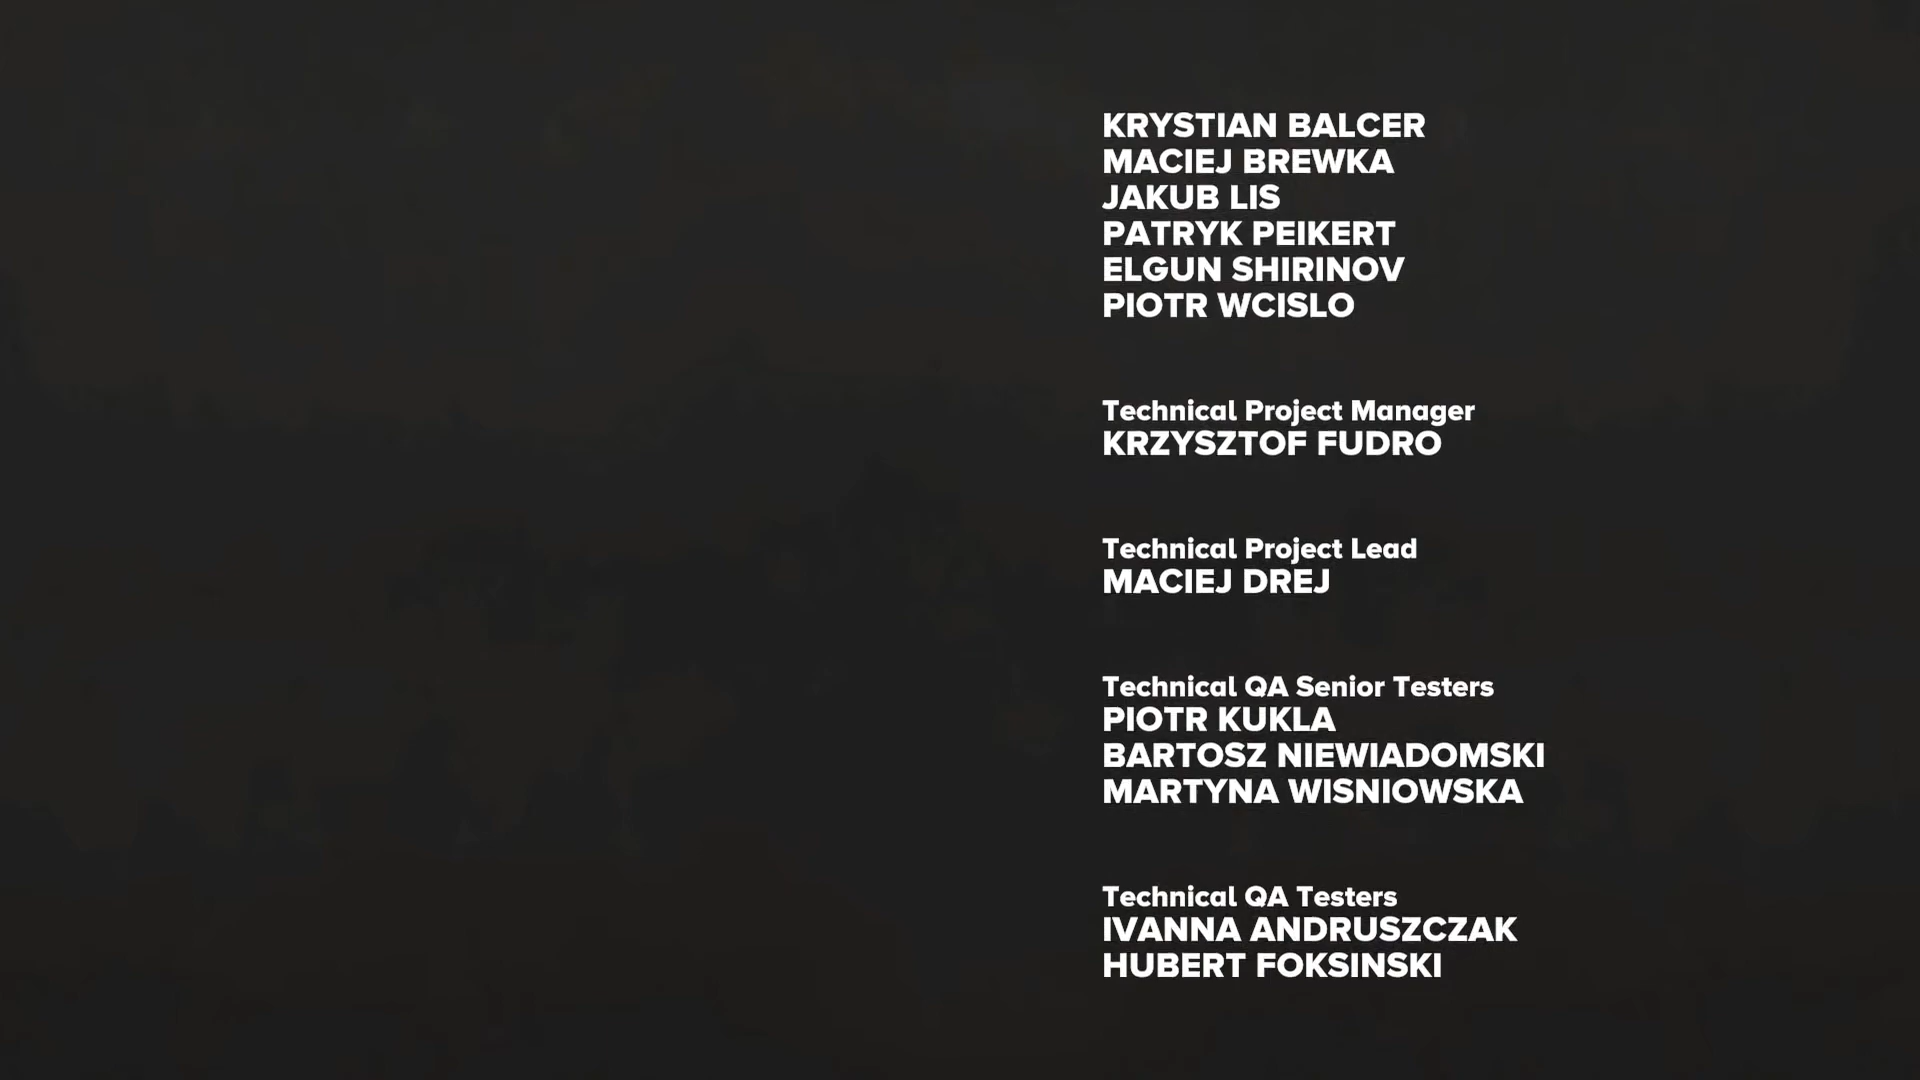 KRYSTIAN BALCER
MACIEJ BREWKA
JAKUB LIS
PATRYK PEIKERT
ELGUN SHIRINOV
PIOTR WCISLO
Technical Project Manager
KRZYSZTOF FUDRO
Technical Project Lead
MACIEJ DREJ
Technical QA Senior Testers
PIOTR KUKLA
BARTOSZ NIEWIADOMSKI
MARTYNA WISNIOWSKA
Technical QA Testers
IVANNA ANDRUSZCZAK
HUBERT FOKSINSKI